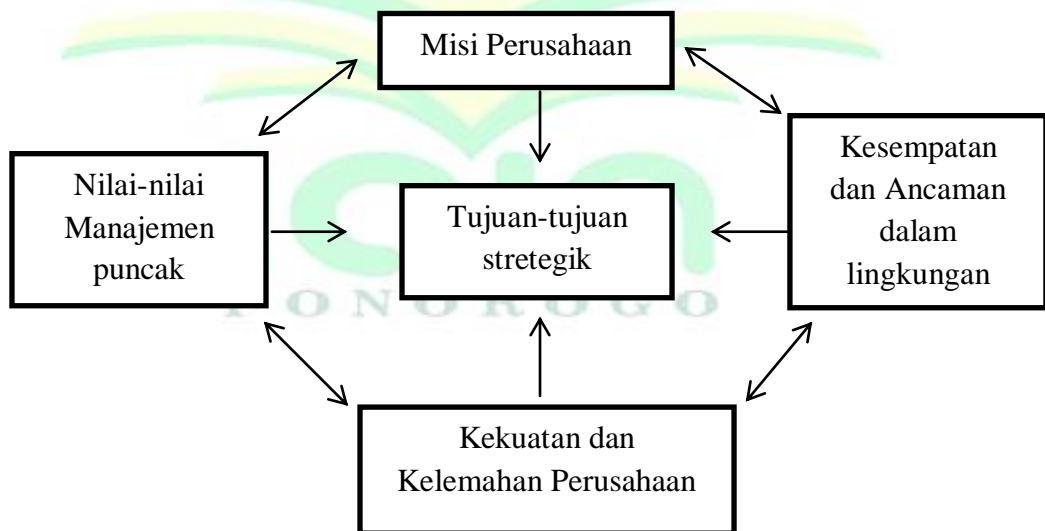 Misi Perusahaan
Nilai-nilai
Manajemen
puncak
Tujuan-tujuan
stretegik
Kesempatan
dan Ancaman
dalam
lingkungan
PONOROGO
Kekuatan dan
Kelemahan Perusahaan